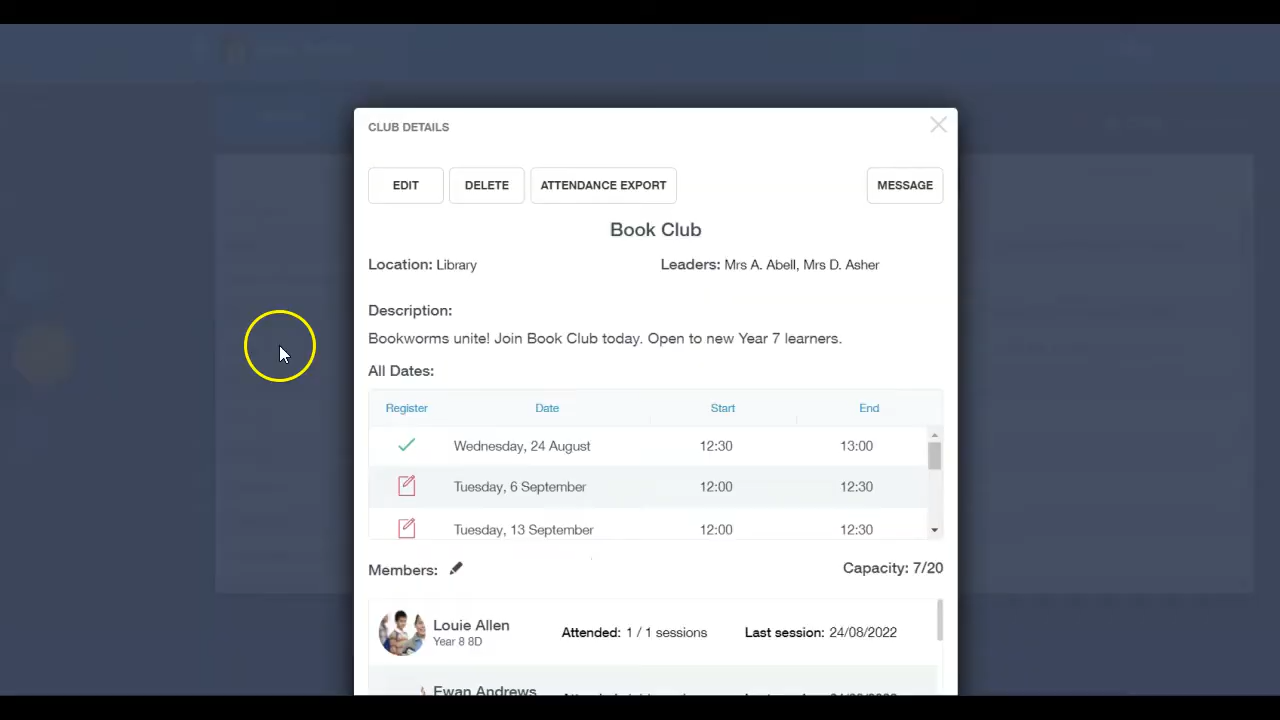 CLUB DETAILS
EDIT DELETE ATTENDANCE EXPORT MESSAGE
Book Club
Location: Library Leaders: Mrs A. Abell, Mrs D. Asher
Description:
Bookworms unite! Join Book Club today. Open to new Year 7 learners.
All Dates:
Register Date Start End
Wednesday, 24 August 12:30 13:00
Tuesday, 6 September 12:00 12:30
Tuesday, 13 September 12:00 12:30
Members: Capacity: 7/20
Louie Allen Attended: 1 / 1 sessions Last session: 24/08/2022
Year 8 8D
Ewan Andrews